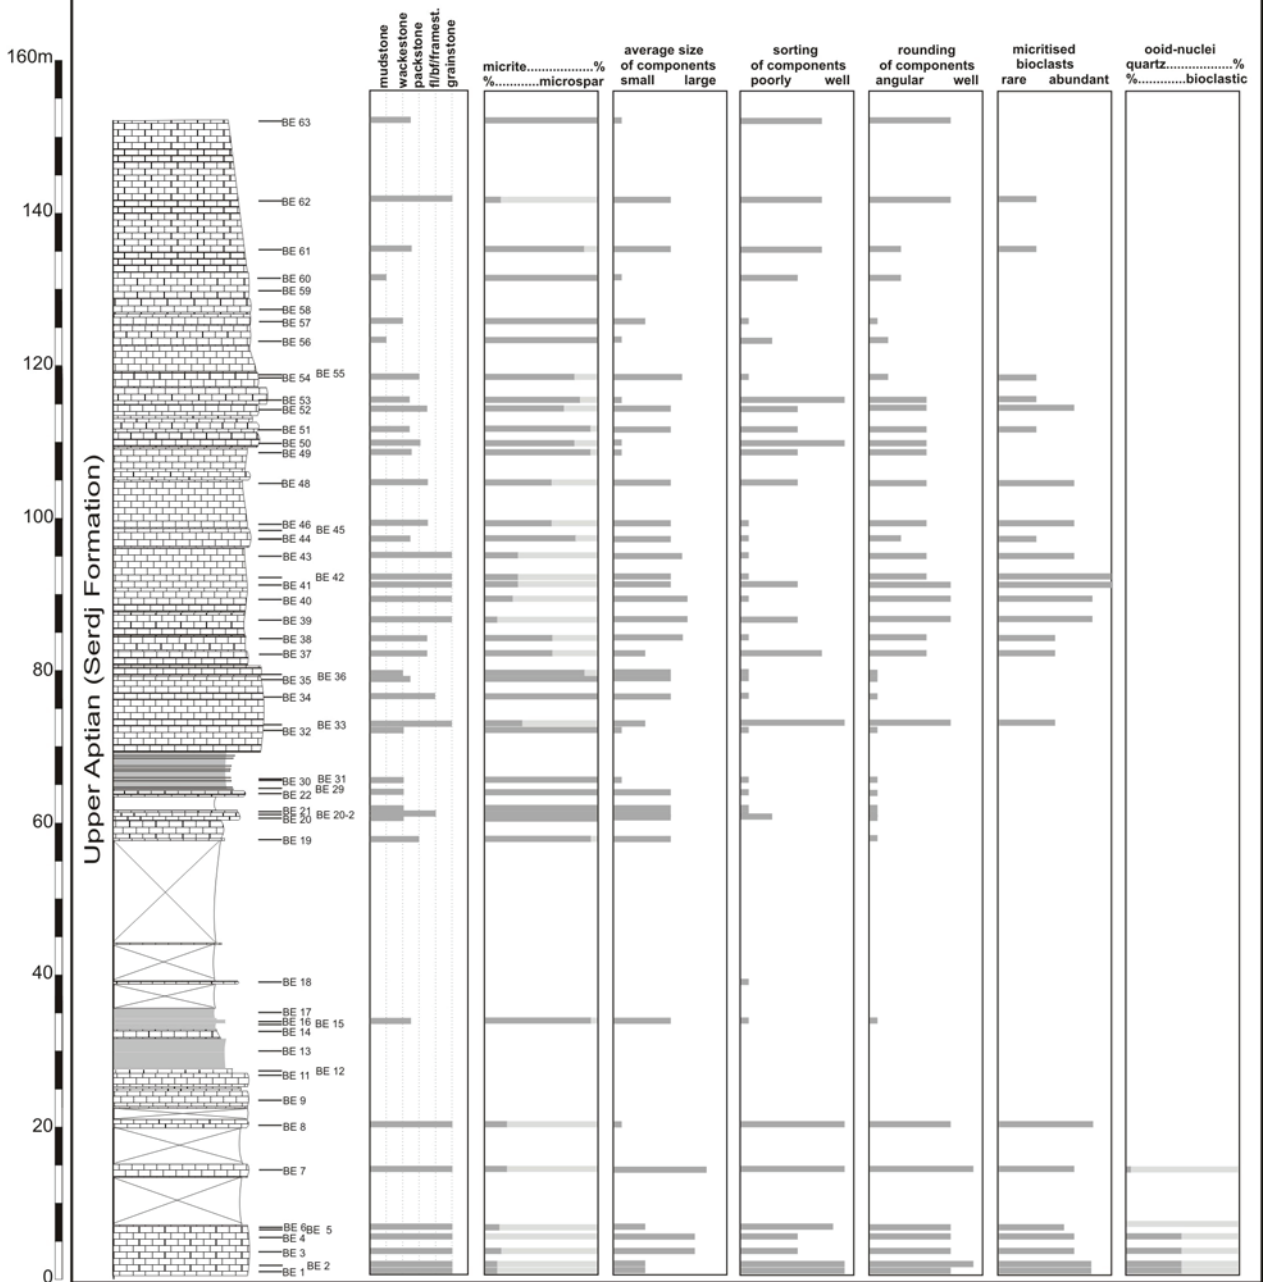 mudstone
wackestone
packstone
fl/bf/framest.
grainstone
micrite.................%
%............microspar
average size
of components
small large
sorting
of components
poorly well
rounding
of components
angular well
micritised
bioclasts
rare abundant
ooid-nuclei
quartz..................%
%.............bioclastic
160m
140
120
100
80
60
40
20
0
Upper Aptian (Serdj Formation)
BE 63
BE 62
BE 61
BE 60
BE 59
BE 58
BE 57
BE 56
BE 54 BE 55
BE 53
BE 52
BE 51
BE 50
BE 49
BE 48
BE 46 BE 45
BE 44
BE 43
BE 42
BE 41
BE 40
BE 39
BE 38
BE 37
BE 35 BE 36
BE 34
BE 33
BE 32
BE 30 BE 31
BE 29
BE 22
BE 21
BE 20 BE 20-2
BE 19
BE 18
BE 17
BE 16 BE 15
BE 14
BE 13
BE 11 BE 12
BE 9
BE 8
BE 7
BE 6 BE 5
BE 4
BE 3
BE 2
BE 1